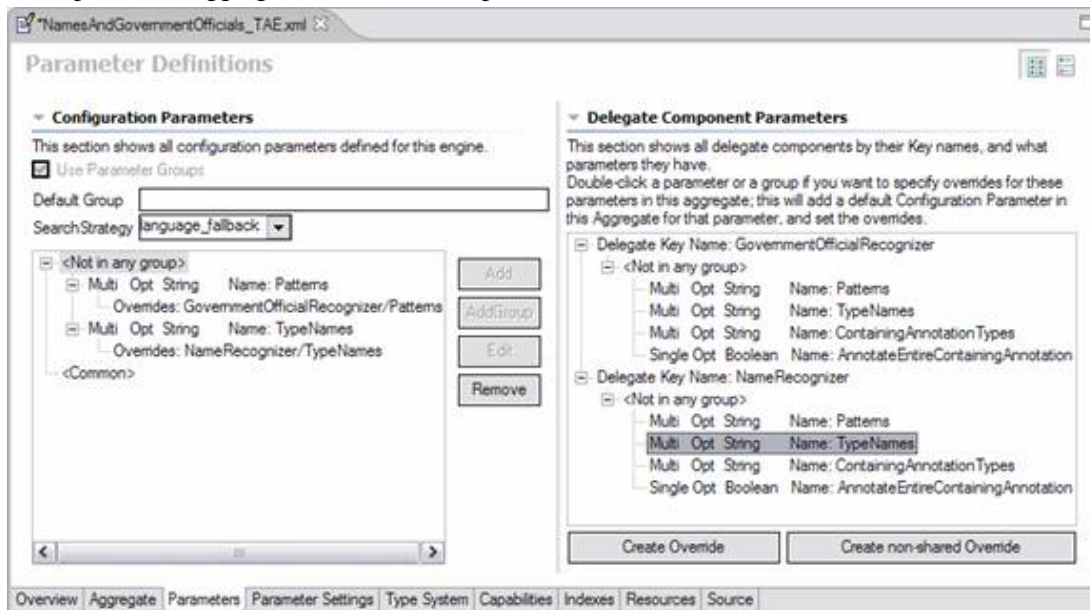 *NamesAndGovernmentOfficials_TAE.xml
Parameter Definitions
Configuration Parameters
This section shows all configuration parameters defined for this engine.
Use Parameter Groups
Default Group
SearchStrategy language_fallback
<Not in any group>
Multi Opt String Name: Patterns
Overrides: GovernmentOfficialRecognizer/Patterns
Multi Opt String Name: TypeNames
Overrides: NameRecognizer/TypeNames
<Common>
Add
AddGroup
Edit
Remove
Delegate Component Parameters
This section shows all delegate components by their Key names, and what
parameters they have.
Double-click a parameter or a group if you want to specify overrides for these
parameters in this aggregate; this will add a default Configuration Parameter in
this Aggregate for that parameter, and set the overrides.
Delegate Key Name: GovernmentOfficialRecognizer
<Not in any group>
Multi Opt String Name: Patterns
Multi Opt String Name: TypeNames
Multi Opt String Name: ContainingAnnotationTypes
Single Opt Boolean Name: AnnotateEntireContainingAnnotation
Delegate Key Name: NameRecognizer
<Not in any group>
Multi Opt String Name: Patterns
Multi Opt String Name: TypeNames
Multi Opt String Name: ContainingAnnotationTypes
Single Opt Boolean Name: AnnotateEntireContainingAnnotation
Create Override
Create non-shared Override
Overview Aggregate Parameters Parameter Settings Type System Capabilities Indexes Resources Source